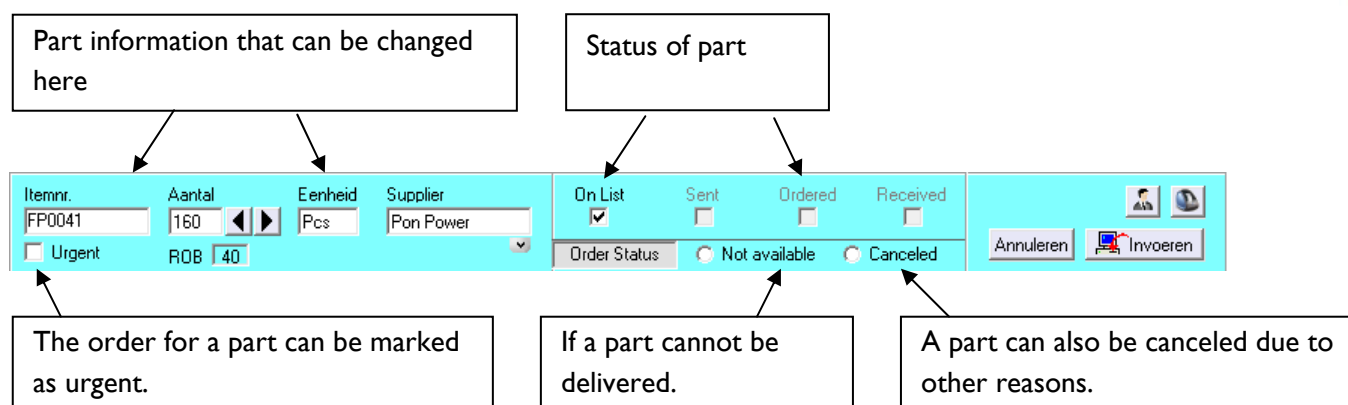 Part information that can be changed
here
Status of part
Itemnr. Aantal Eenheid Supplier On List Sent Ordered Received
FP0041 160 Pcs Pon Power
Urgent ROB 40 Order Status Not available Canceled Annuleren Invoeren
The order for a part can be marked
as urgent.
If a part cannot be
delivered.
A part can also be canceled due to
other reasons.